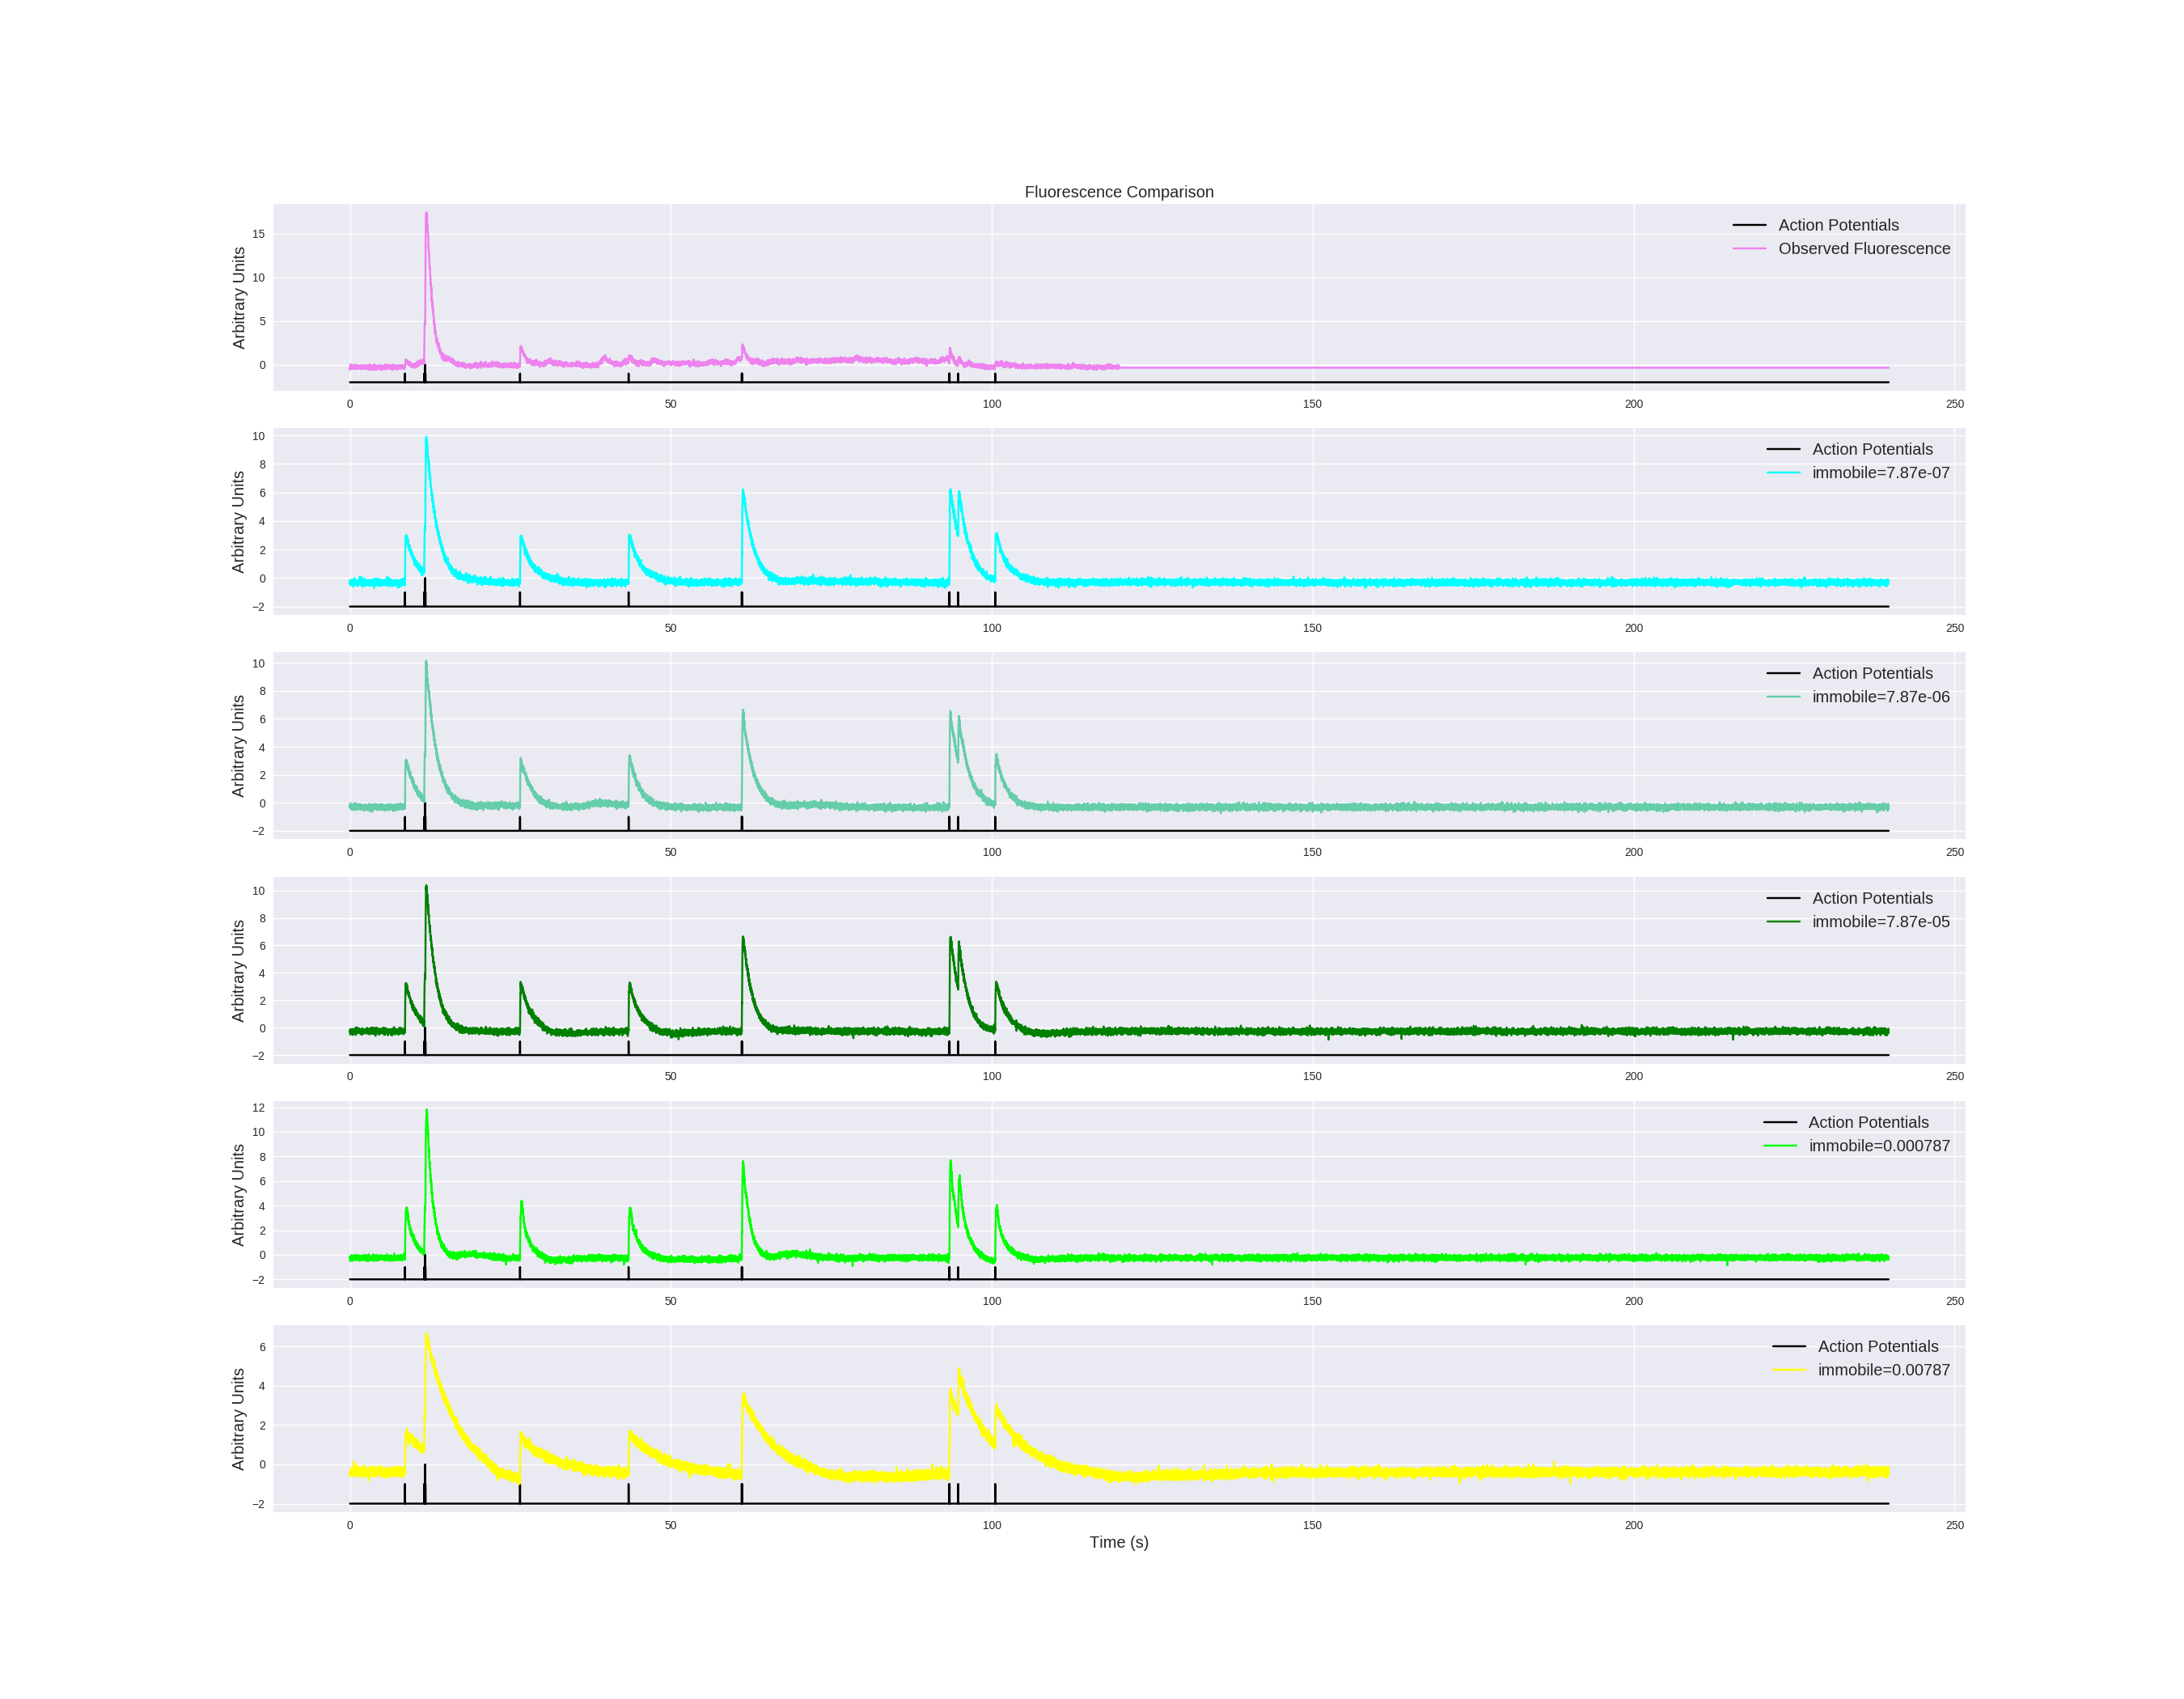 Fluorescence Comparison
Arbitrary Units
15
10
5
0
Action Potentials
Observed Fluorescence
0 50 100 150 200 250
Arbitrary Units
10
8
6
4
2
0
−2
Action Potentials
immobile=7.87e-07
0 50 100 150 200 250
Arbitrary Units
10
8
6
4
2
0
−2
Action Potentials
immobile=7.87e-06
0 50 100 150 200 250
Arbitrary Units
10
8
6
4
2
0
−2
Action Potentials
immobile=7.87e-05
0 50 100 150 200 250
Arbitrary Units
12
10
8
6
4
2
0
−2
Action Potentials
immobile=0.000787
0 50 100 150 200 250
Arbitrary Units
6
4
2
0
−2
Action Potentials
immobile=0.00787
0 50 100 150 200 250
Time (s)